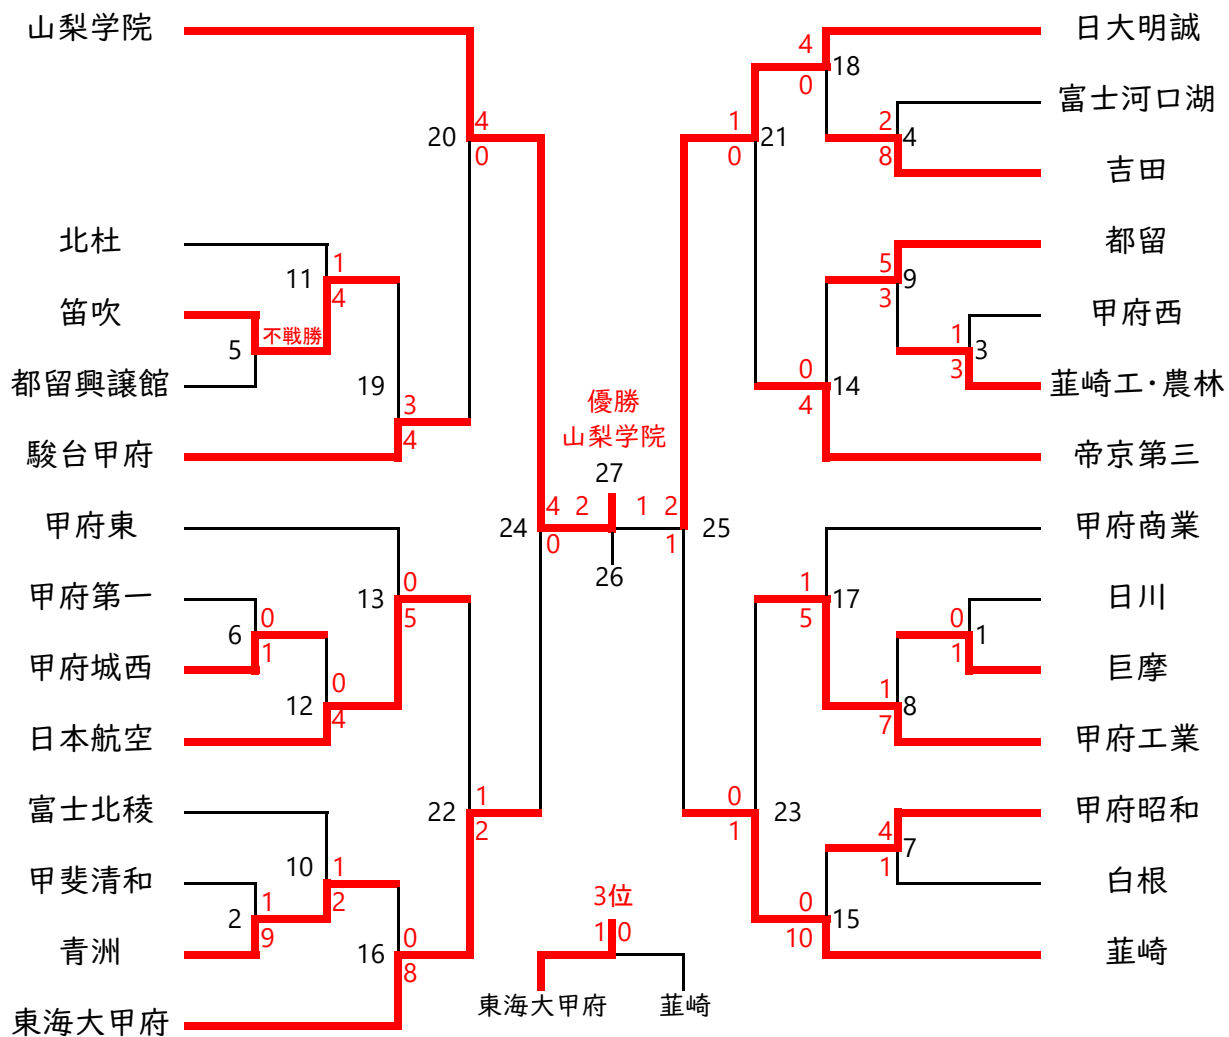 山梨学院
北杜
笛吹
都留興譲館
駿台甲府
甲府東
甲府第一
甲府城西
日本航空
富士北稜
甲斐清和
青洲
東海大甲府
20
4
0
11
1
4
5
不戦勝
19
3
4
13
0
5
6
0
1
12
0
4
22
1
2
10
1
2
2
1
9
16
0
8
24
4
0
優勝
山梨学院
27
2
1
26
3位
1
0
東海大甲府
韮崎
25
2
1
21
1
0
18
4
0
4
2
8
9
5
3
3
1
3
14
0
4
17
1
5
1
0
1
8
1
7
23
0
1
7
4
1
15
0
10
日大明誠
富士河口湖
吉田
都留
甲府西
韮崎工・農林
帝京第三
甲府商業
日川
巨摩
甲府工業
甲府昭和
白根
韮崎